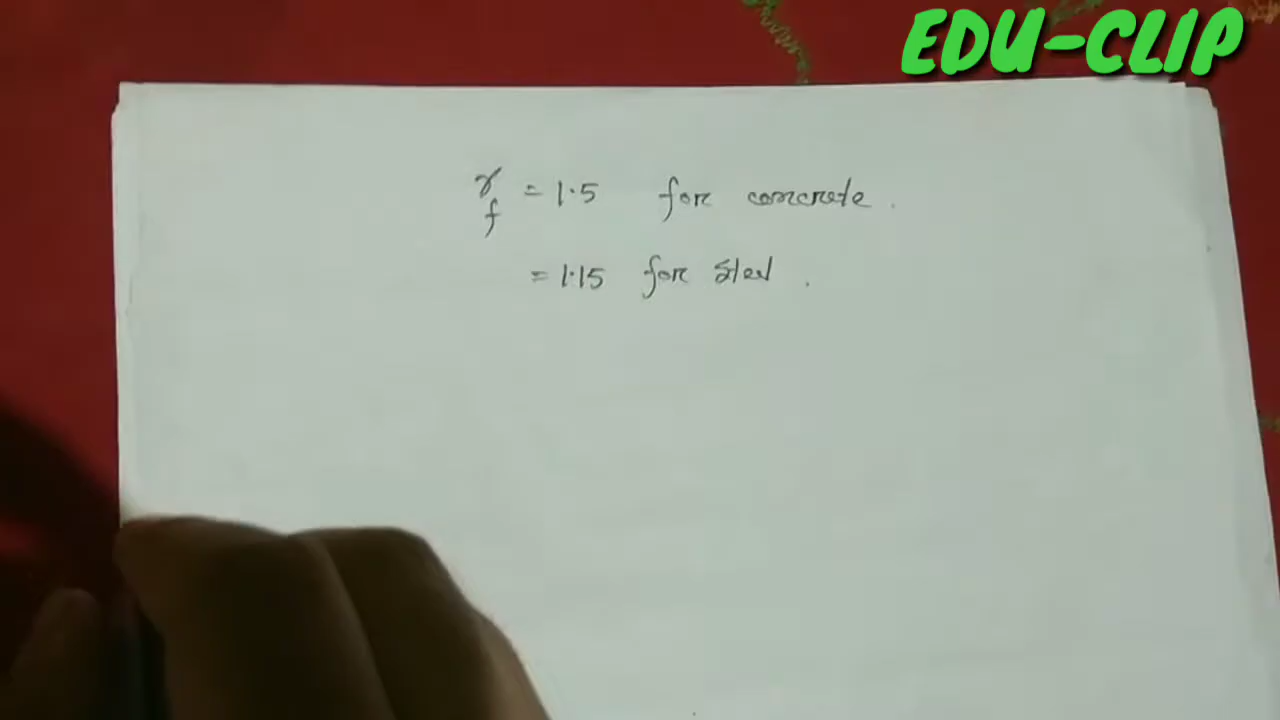 EDU-CLIP
γf = 1.5 for concrete.
= 1.15 for steel.